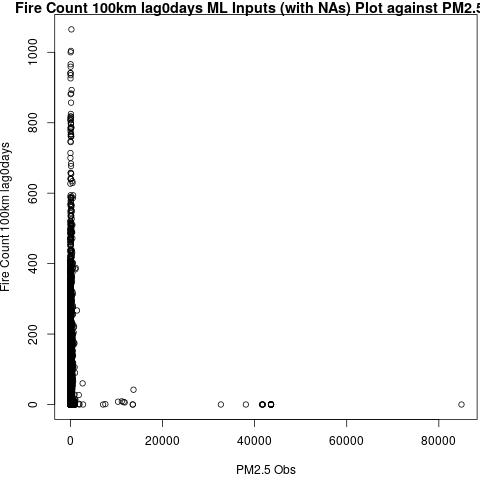 Fire Count 100km lag0days ML Inputs (with NAs) Plot against PM2.5
1000
800
600
400
200
0
Fire Count 100km lag0days
0 20000 40000 60000 80000
PM2.5 Obs